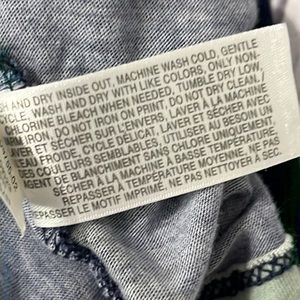 SH AND DRY INSIDE OUT, MACHINE WASH COLD, GENTLE
CYCLE, WASH AND DRY WITH LIKE COLORS, ONLY NON-
CHLORINE BLEACH WHEN NEEDED, TUMBLE DRY LOW,
WARM IRON, DO NOT IRON ON PRINT, DO NOT DRY CLEAN. /
ER ET SÉCHER SUR L'ENVERS, LAVER À LA MACHINE
EAU FROIDE, CYCLE DÉLICAT, LAVER ET SÉCHER AVEC
DES COULEURS SEMBLABLES, UTILISER UNIQUEMENT
AGENT DE BLANCHIMENT SANS CHLORE AU BESOIN,
SÉCHER À LA MACHINE À BASSE TEMPÉRATURE,
REPASSER À TEMPÉRATURE MOYENNE, NE PAS
REPASSER LE MOTIF IMPRIMÉ, NE PAS NETTOYER À SEC.